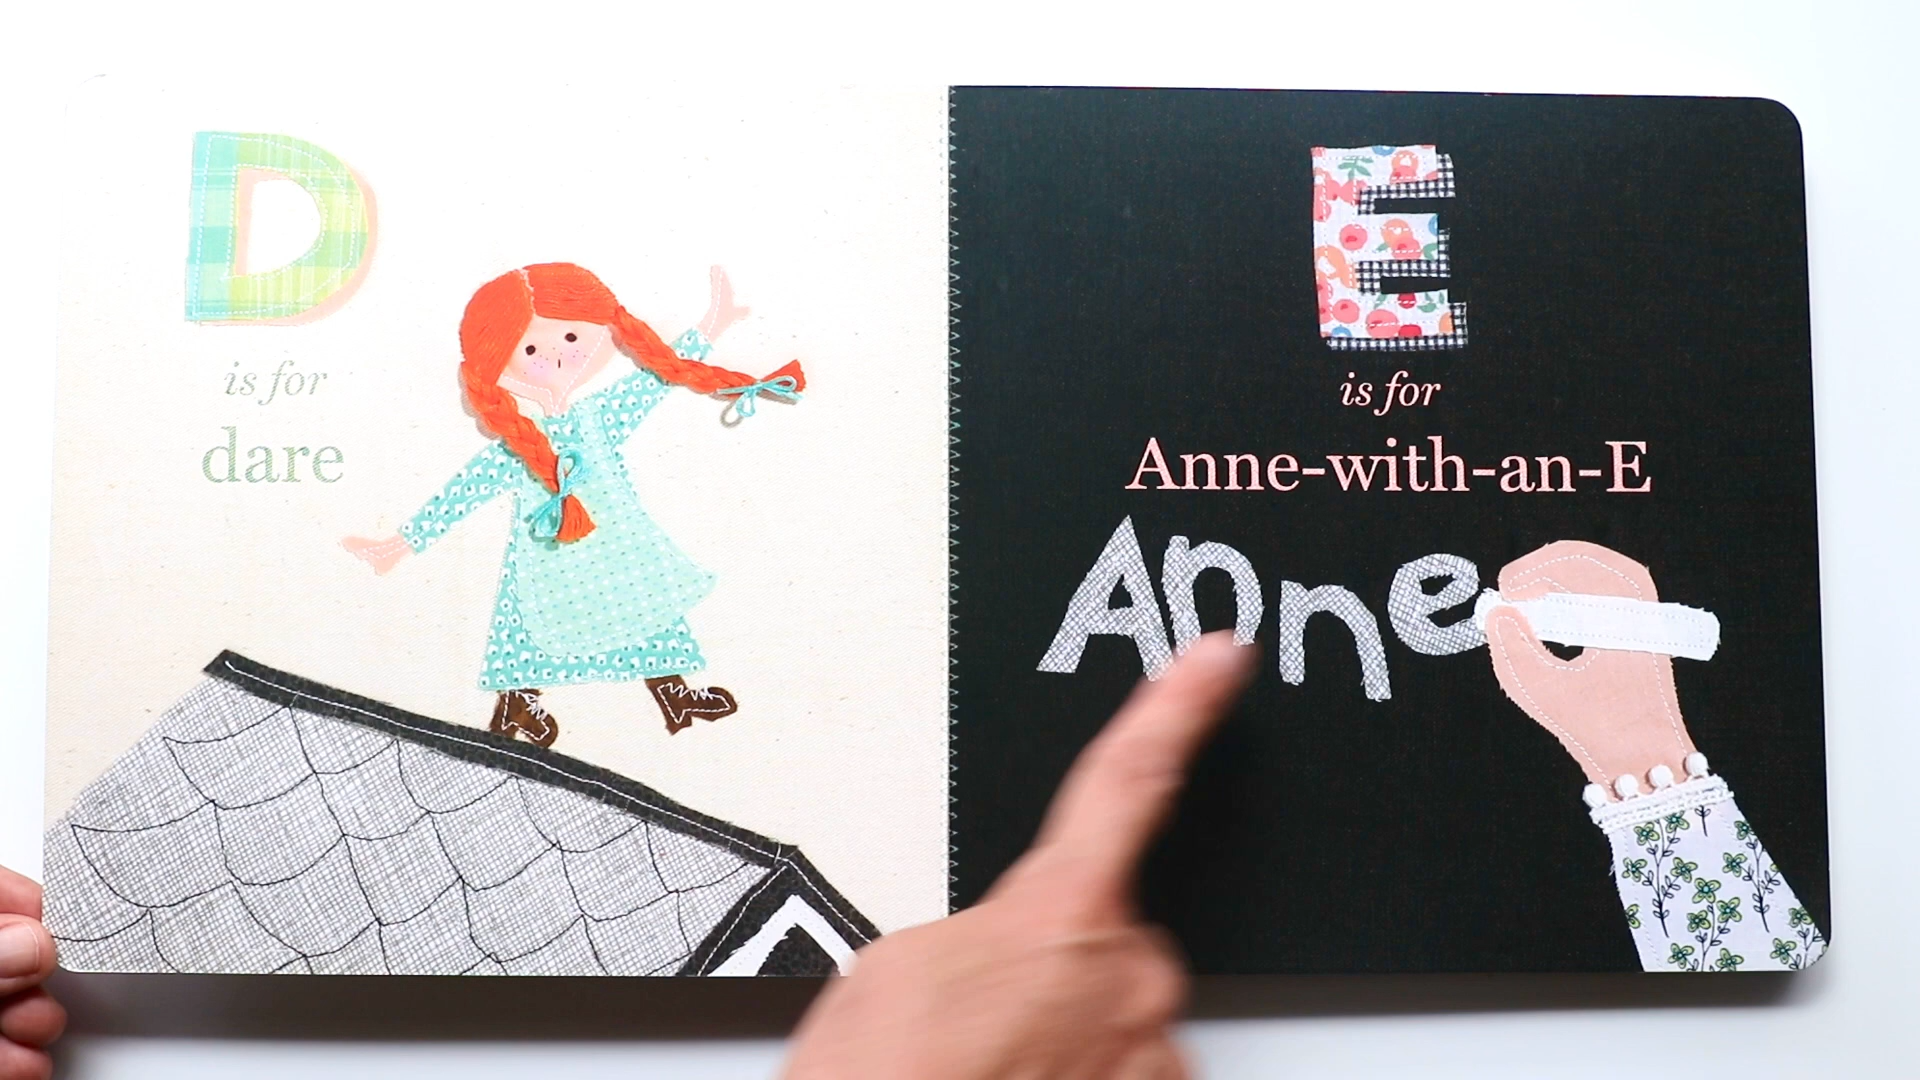 D
is for
dare
E
is for
Anne-with-an-E
Anne